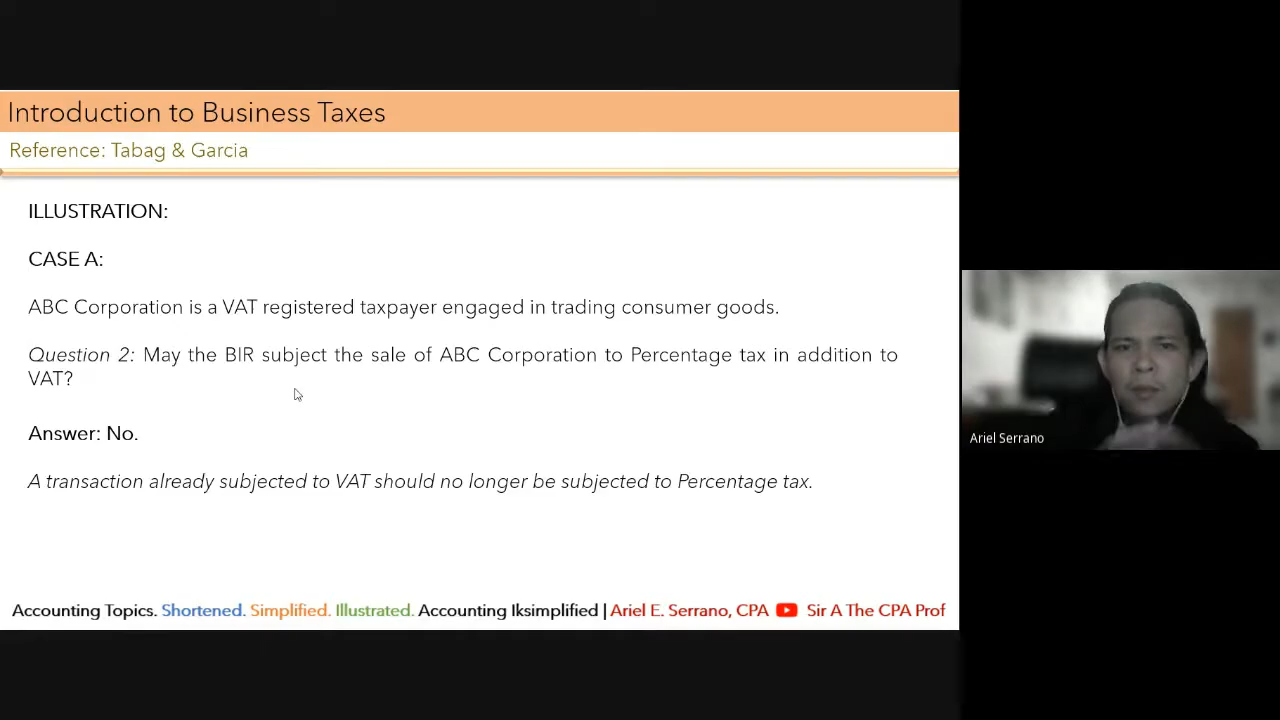 Introduction to Business Taxes
Reference: Tabag & Garcia
ILLUSTRATION:
CASE A:
ABC Corporation is a VAT registered taxpayer engaged in trading consumer goods.
Question 2: May the BIR subject the sale of ABC Corporation to Percentage tax in addition to
VAT?
Answer: No.
A transaction already subjected to VAT should no longer be subjected to Percentage tax.
Accounting Topics. Shortened. Simplified. Illustrated. Accounting Iksimplified | Ariel E. Serrano, CPA Sir A The CPA Prof
Ariel Serrano